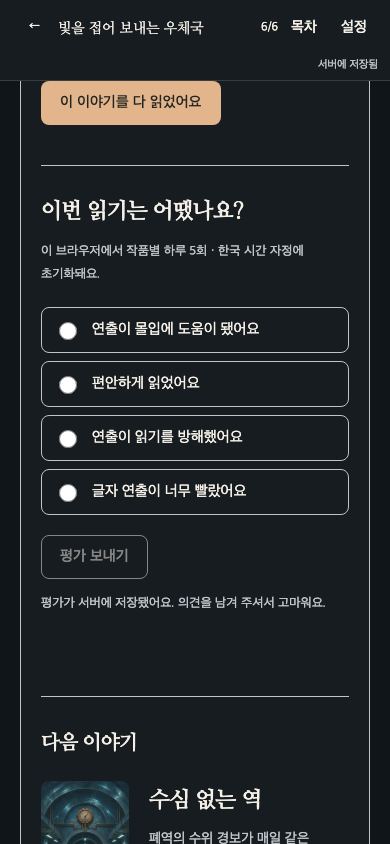 ← 빛을 접어 보내는 우체국 6/6 목차 설정
서버에 저장됨
이 이야기를 다 읽었어요
이번 읽기는 어땠나요?
이 브라우저에서 작품별 하루 5회 · 한국 시간 자정에
초기화돼요.
연출이 몰입에 도움이 됐어요
편안하게 읽었어요
연출이 읽기를 방해했어요
글자 연출이 너무 빨랐어요
평가 보내기
평가가 서버에 저장됐어요. 의견을 남겨 주셔서 고마워요.
다음 이야기
수심 없는 역
폐역의 수위 경보가 매일 같은